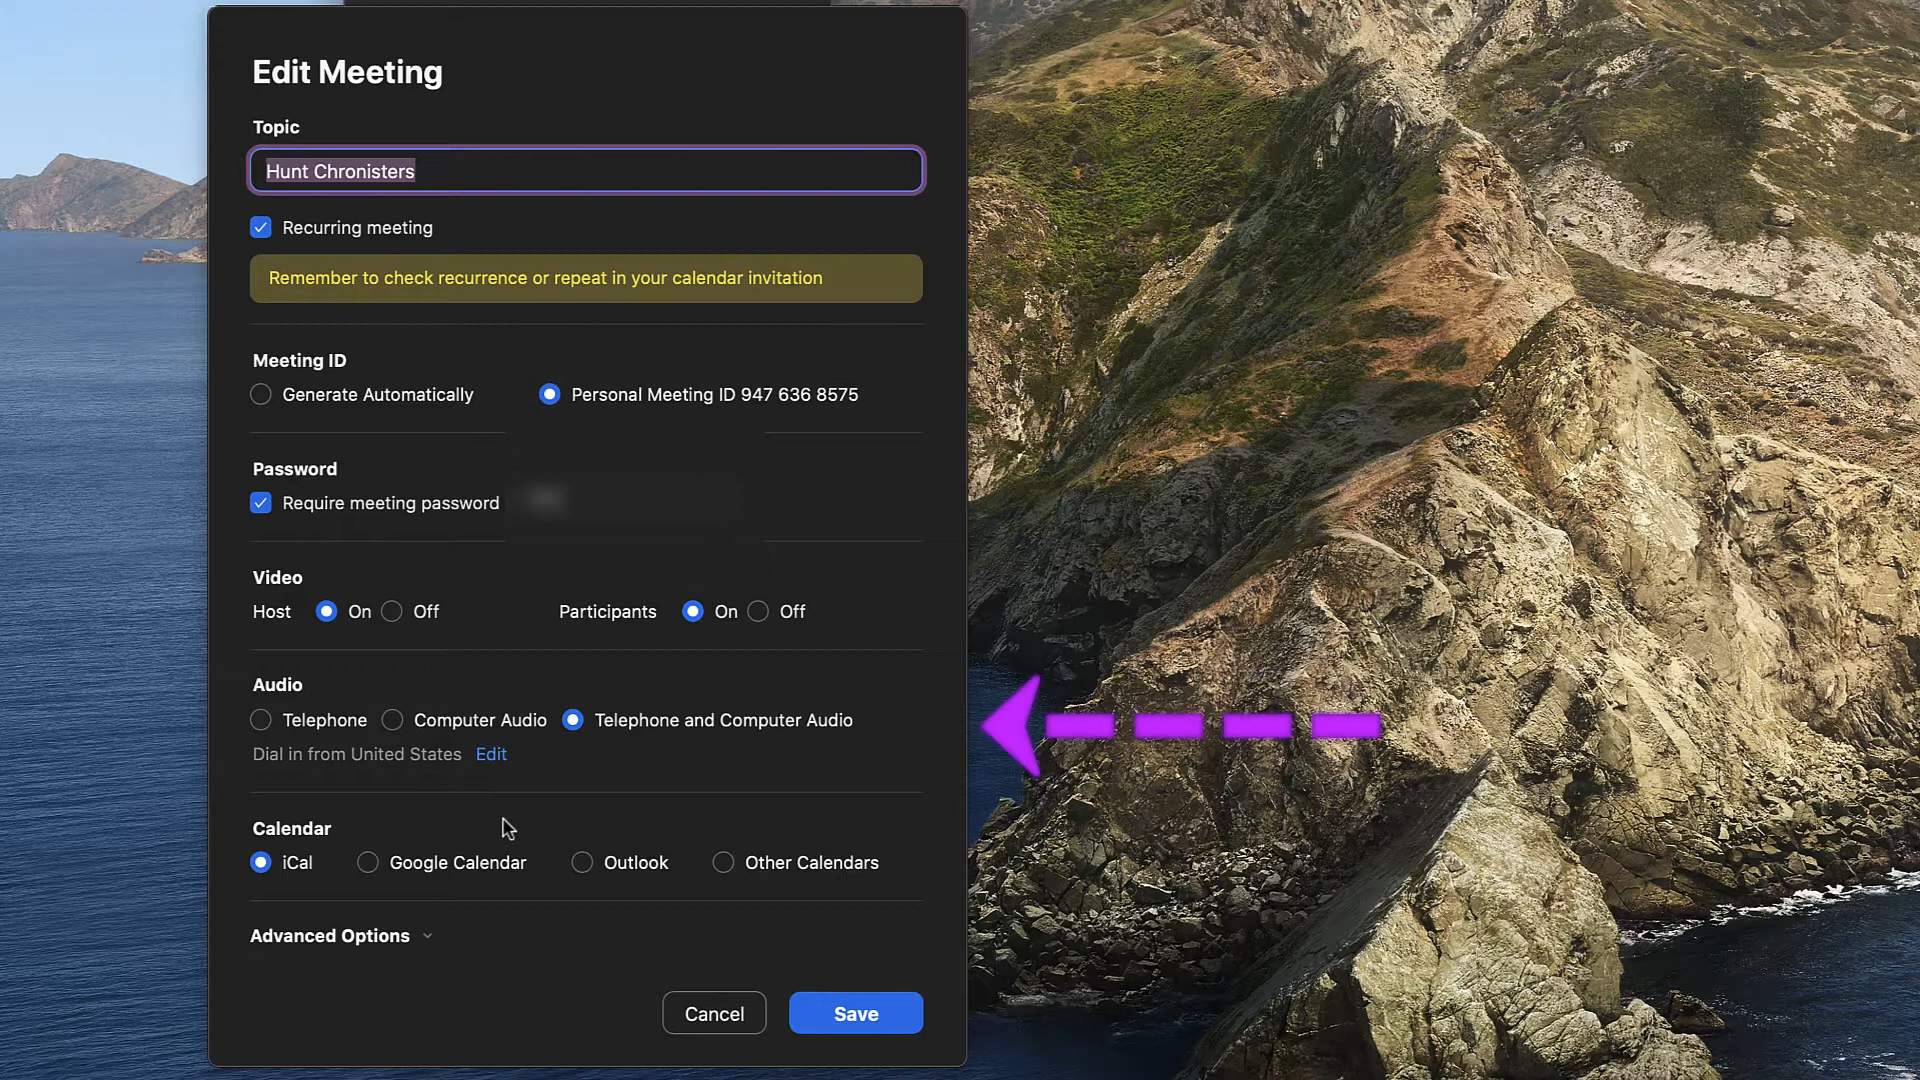 Edit Meeting
Topic
Hunt Chronisters
Recurring meeting
Remember to check recurrence or repeat in your calendar invitation
Meeting ID
Generate Automatically Personal Meeting ID 947 636 8575
Password
Require meeting password
Video
Host On Off Participants On Off
Audio
Telephone Computer Audio Telephone and Computer Audio
Dial in from United States Edit
Calendar
iCal Google Calendar Outlook Other Calendars
Advanced Options
Cancel Save